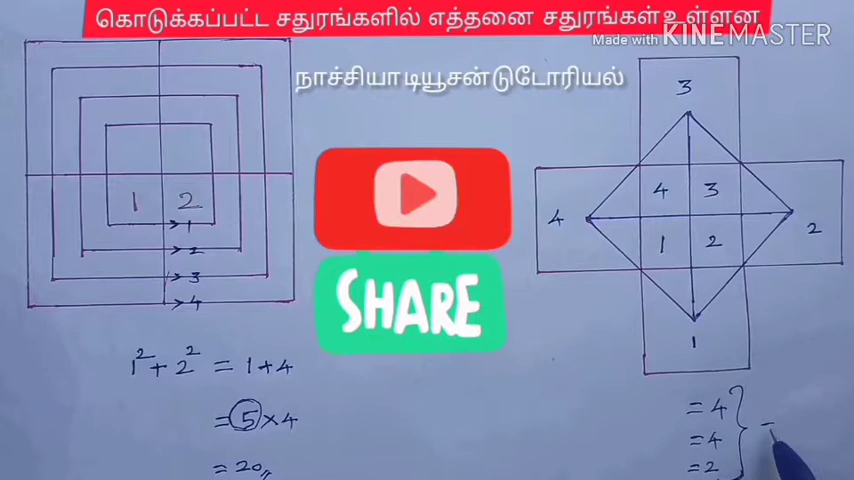 கொடுக்கப்பட்ட சதுரங்களில் எத்தனை சதுரங்கள் உள்ளன
Made with KINEMASTER
நாச்சியா டியூசன் டுடோரியல்
1 2
1
2
3
4
1² + 2² = 1+4
= 5 × 4
= 20
SHARE
3
4 3
4
2
1 2
1
= 4
= 4
= 2